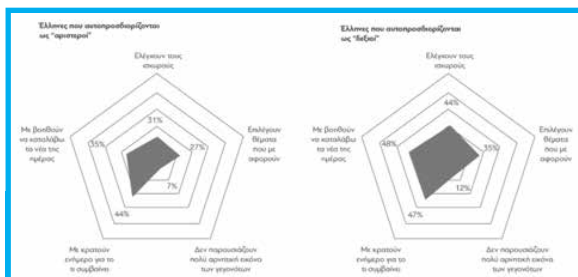 Έλληνες που αυτοπροσδιορίζονται
ως "αριστεροί"
Ελέγχουν τους
ισχυρούς
31%
Με βοηθούν
να καταλάβω
τα νέα της
ημέρας
35%
27%
Επιλέγουν
θέματα
που με
αφορούν
7%
44%
Με κρατούν
ενήμερο για το
τι συμβαίνει
Δεν παρουσιάζουν
πολύ αρνητική εικόνα
των γεγονότων
Έλληνες που αυτοπροσδιορίζονται
ως "δεξιοί"
Ελέγχουν τους
ισχυρούς
44%
Με βοηθούν
να καταλάβω
τα νέα της
ημέρας
48%
35%
Επιλέγουν
θέματα
που με
αφορούν
12%
47%
Με κρατούν
ενήμερο για το
τι συμβαίνει
Δεν παρουσιάζουν
πολύ αρνητική εικόνα
των γεγονότων